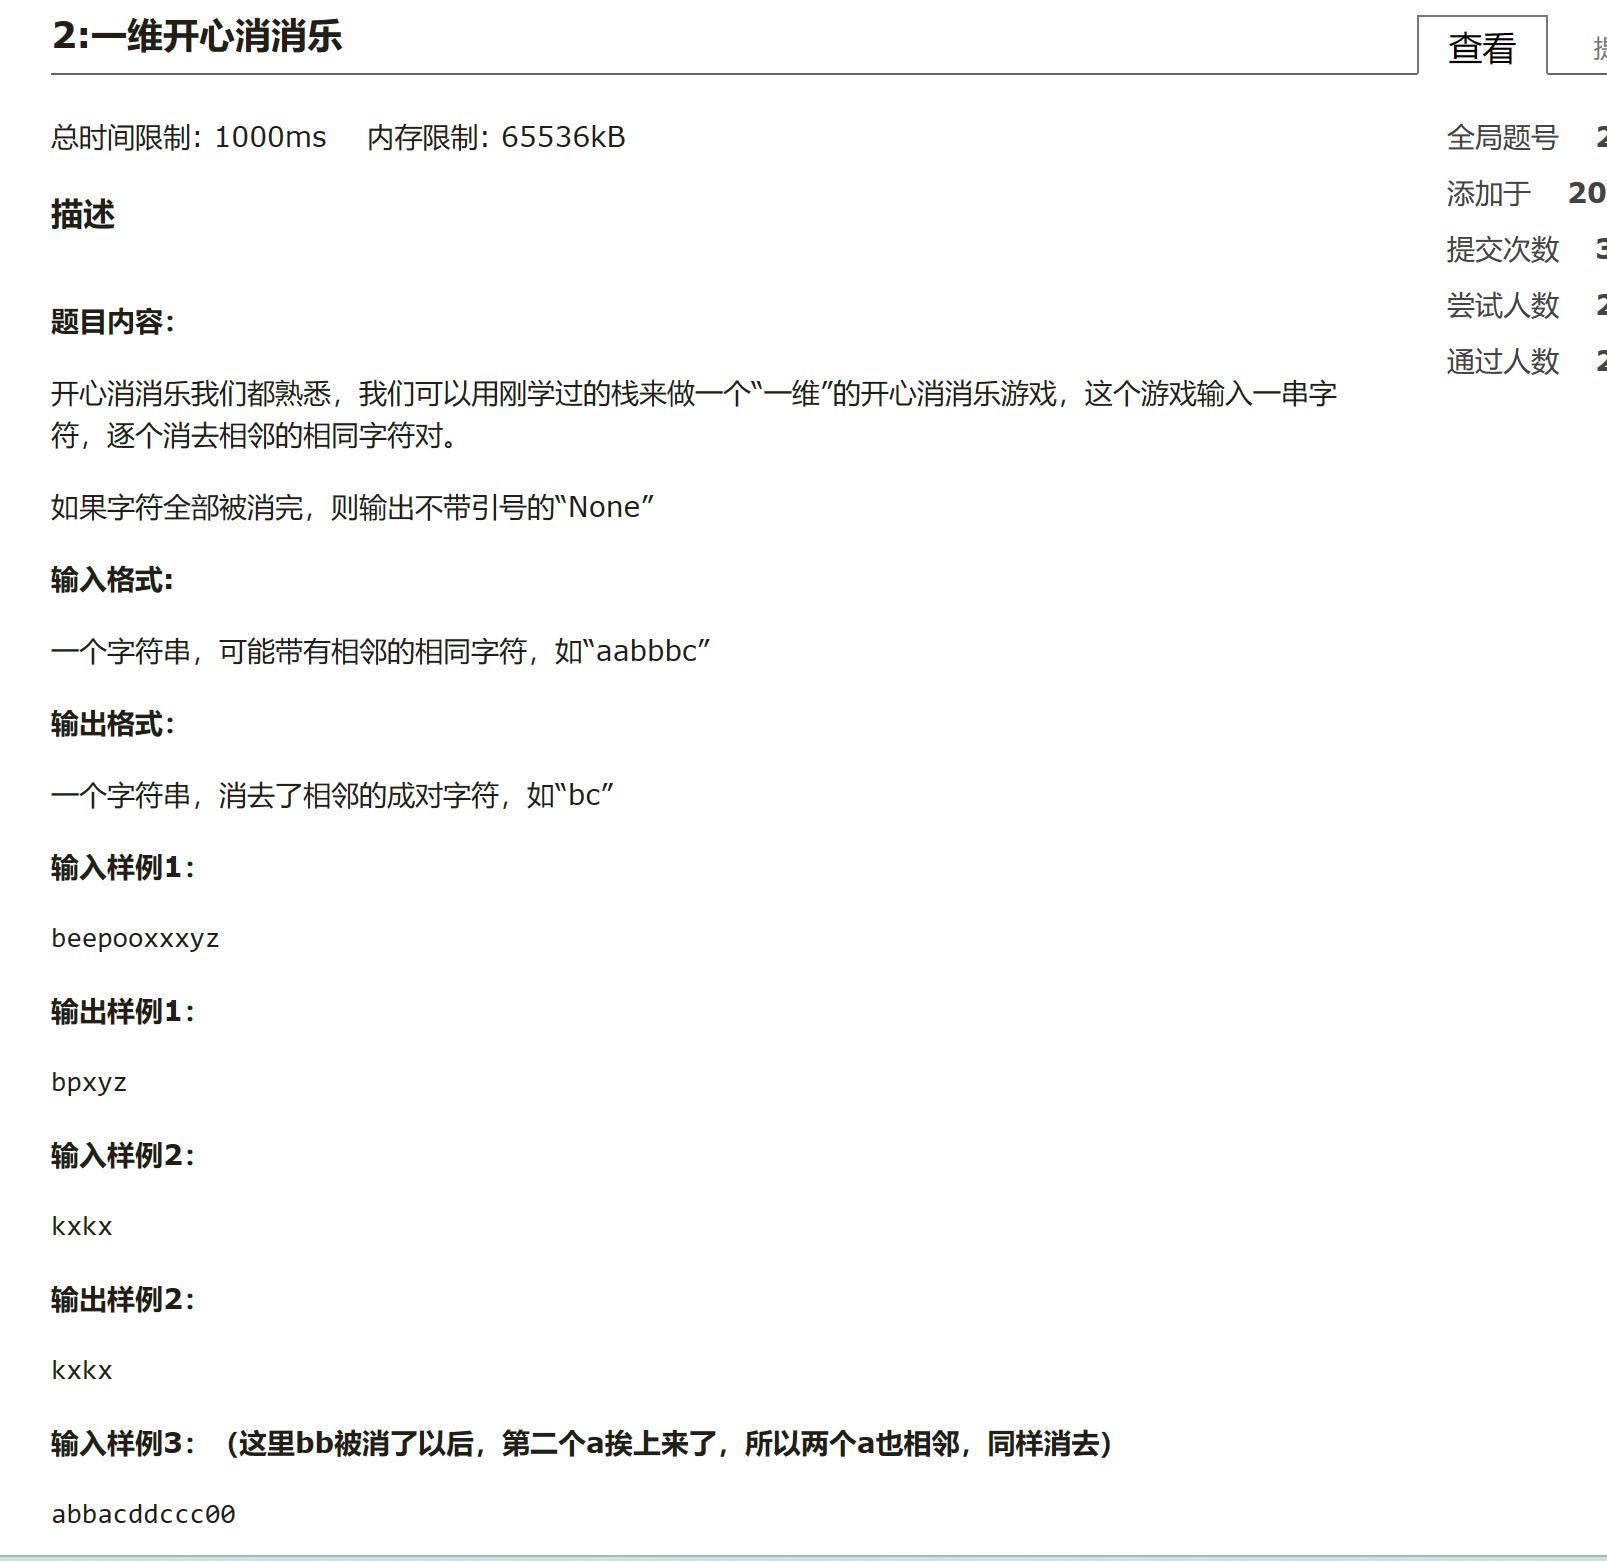 2:一维开心消消乐
查看
总时间限制: 1000ms 内存限制: 65536kB
全局题号 2
添加于 20
提交次数 3
尝试人数 2
通过人数 2
描述
题目内容：
开心消消乐我们都熟悉，我们可以用刚学过的栈来做一个“一维”的开心消消乐游戏，这个游戏输入一串字
符，逐个消去相邻的相同字符对。
如果字符全部被消完，则输出不带引号的“None”
输入格式:
一个字符串，可能带有相邻的相同字符，如“aabbbc”
输出格式：
一个字符串，消去了相邻的成对字符，如“bc”
输入样例1：
beepooxxxyz
输出样例1：
bpxyz
输入样例2：
kxkx
输出样例2：
kxkx
输入样例3：（这里bb被消了以后，第二个a挨上来了，所以两个a也相邻，同样消去）
abbacddccc00